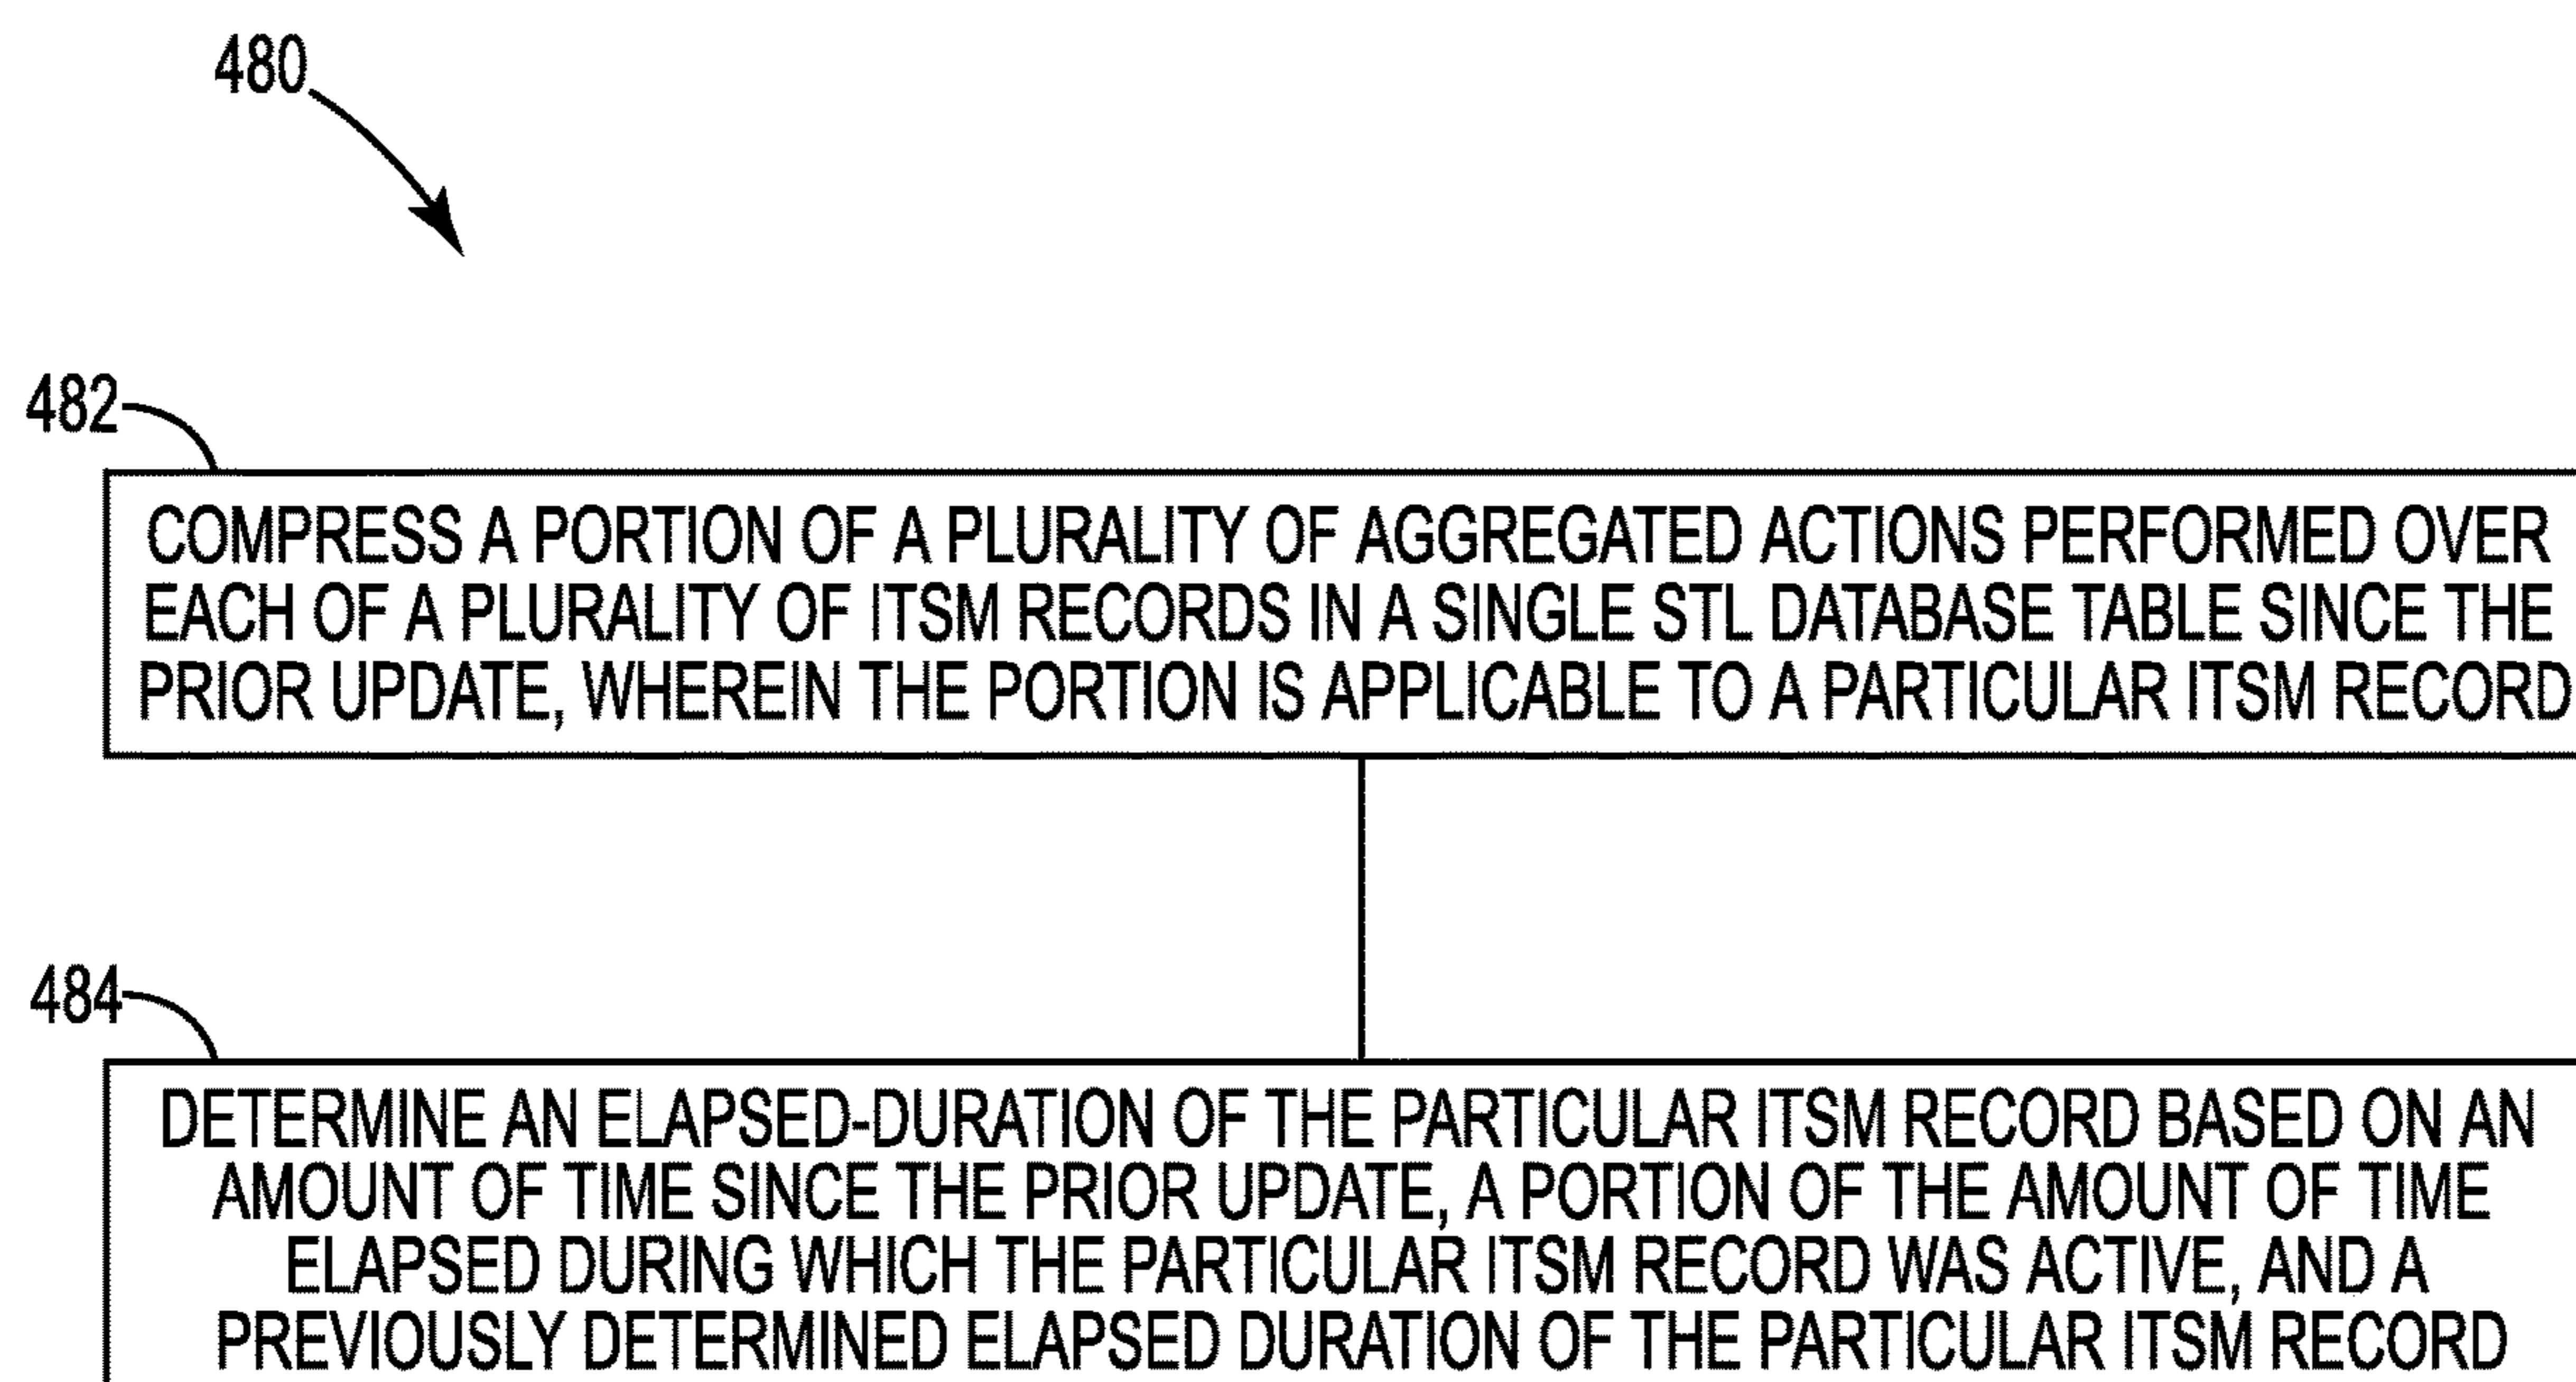 480
482
COMPRESS A PORTION OF A PLURALITY OF AGGREGATED ACTIONS PERFORMED OVER
EACH OF A PLURALITY OF ITSM RECORDS IN A SINGLE STL DATABASE TABLE SINCE THE
PRIOR UPDATE, WHEREIN THE PORTION IS APPLICABLE TO A PARTICULAR ITSM RECORD
484
DETERMINE AN ELAPSED-DURATION OF THE PARTICULAR ITSM RECORD BASED ON AN
AMOUNT OF TIME SINCE THE PRIOR UPDATE, A PORTION OF THE AMOUNT OF TIME
ELAPSED DURING WHICH THE PARTICULAR ITSM RECORD WAS ACTIVE, AND A
PREVIOUSLY DETERMINED ELAPSED DURATION OF THE PARTICULAR ITSM RECORD